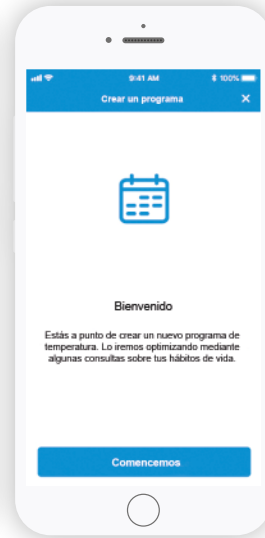 9:41 AM
100%
Crear un programa
Bienvenido
Estás a punto de crear un nuevo programa de
temperatura. Lo iremos optimizando mediante
algunas consultas sobre tus hábitos de vida.
Comencemos